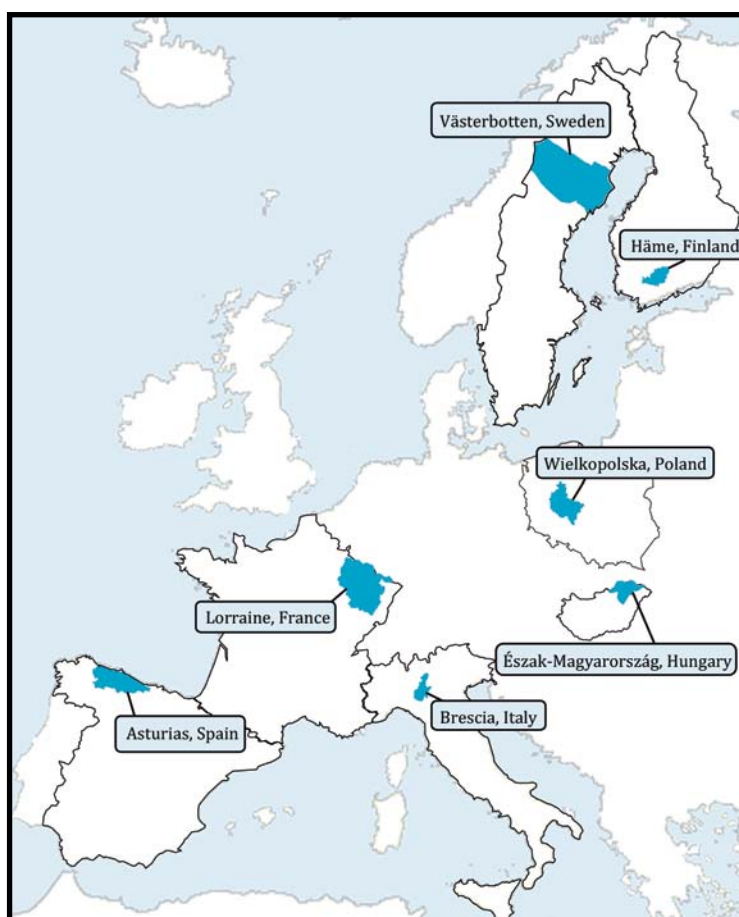 Västerbotten, Sweden
Häme, Finland
Wielkopolska, Poland
Lorraine, France
Észak-Magyarország, Hungary
Asturias, Spain
Brescia, Italy